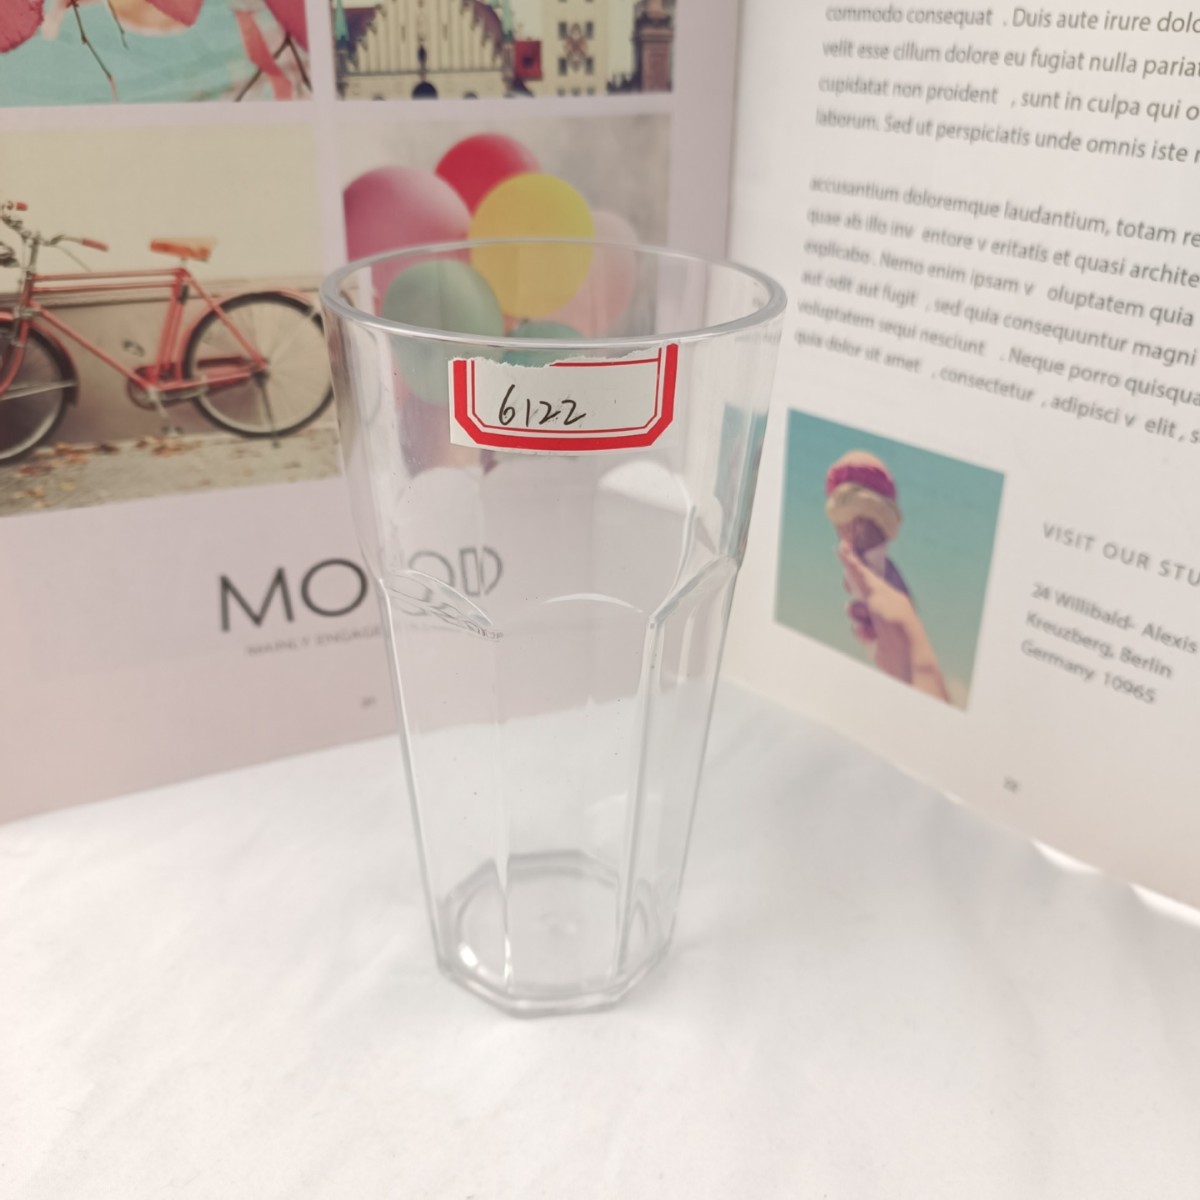 commodo consequat . Duis aute irure dolo
velit esse cillum dolore eu fugiat nulla pariat
cupidatat non proident , sunt in culpa qui o
laborum. Sed ut perspiciatis unde omnis iste
accusantium doloremque laudantium, totam re
quae ab illo inv entore v eritatis et quasi archite
explicabo . Nemo enim ipsam v oluptatem quia
aut odit aut fugit , sed quia consequuntur magni
voluptatem sequi nesciunt . Neque porro quisqua
quia dolor sit amet , consectetur , adipisci v elit , s
6122
MOOD
VISIT OUR STU
24 Willibald- Alexis
Kreuzberg, Berlin
Germany 10965